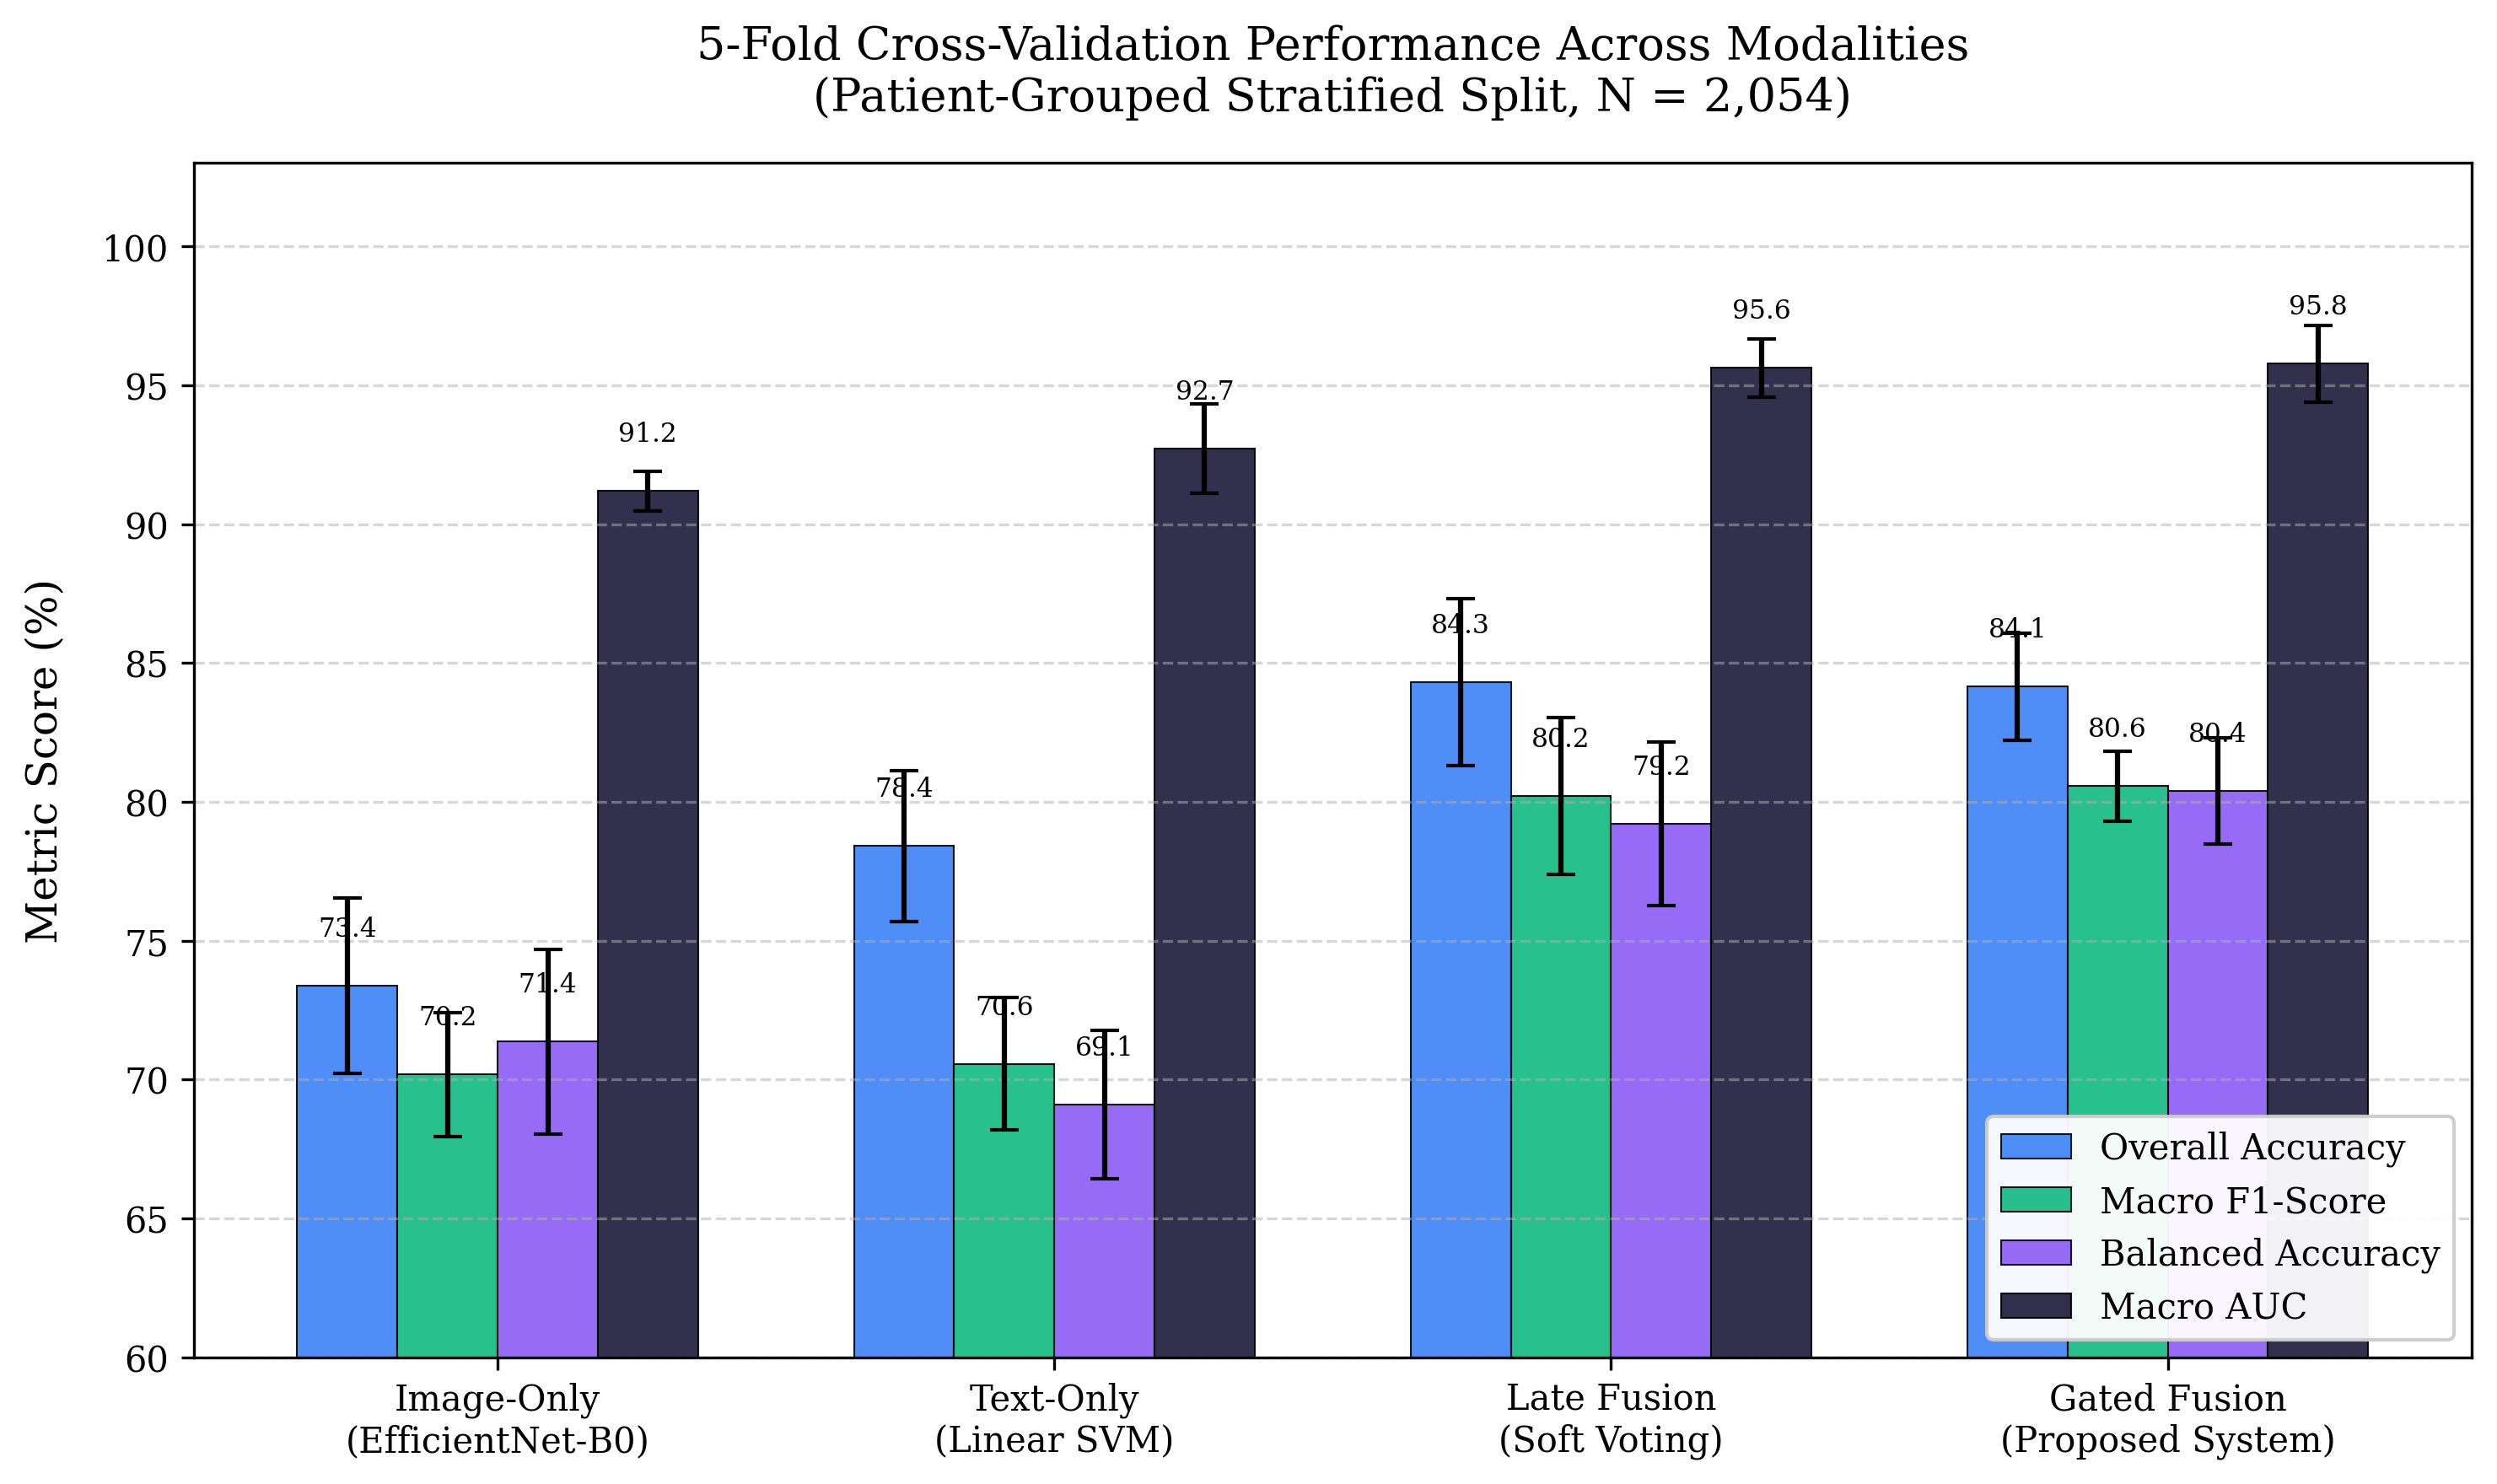 5-Fold Cross-Validation Performance Across Modalities
(Patient-Grouped Stratified Split, N = 2,054)
Metric Score (%)
100
95
90
85
80
75
70
65
60
73.4
70.2
71.4
91.2
78.4
70.6
69.1
92.7
84.3
80.2
79.2
95.6
84.1
80.6
80.4
95.8
Overall Accuracy
Macro F1-Score
Balanced Accuracy
Macro AUC
Image-Only
(EfficientNet-B0)
Text-Only
(Linear SVM)
Late Fusion
(Soft Voting)
Gated Fusion
(Proposed System)